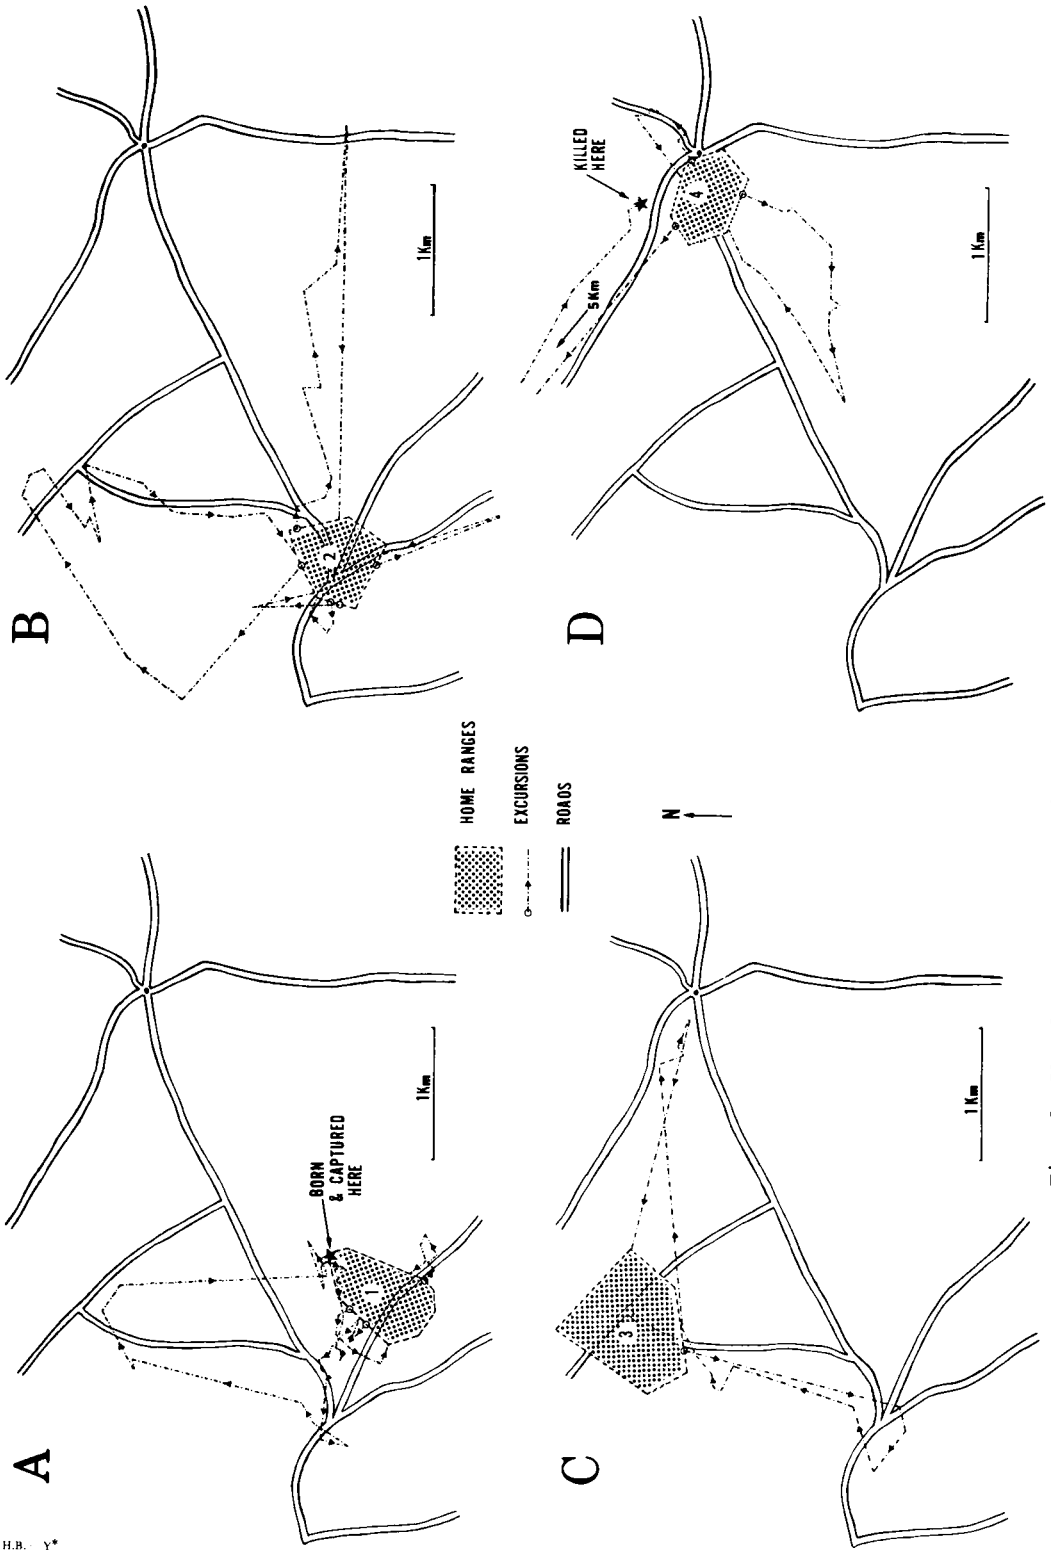 A
BORN
& CAPTURED
HERE
1
1Km
B
2
1Km
HOME RANGES
EXCURSIONS
ROADS
N
C
3
1Km
D
KILLED
HERE
5Km
4
1Km
H.B. Y*